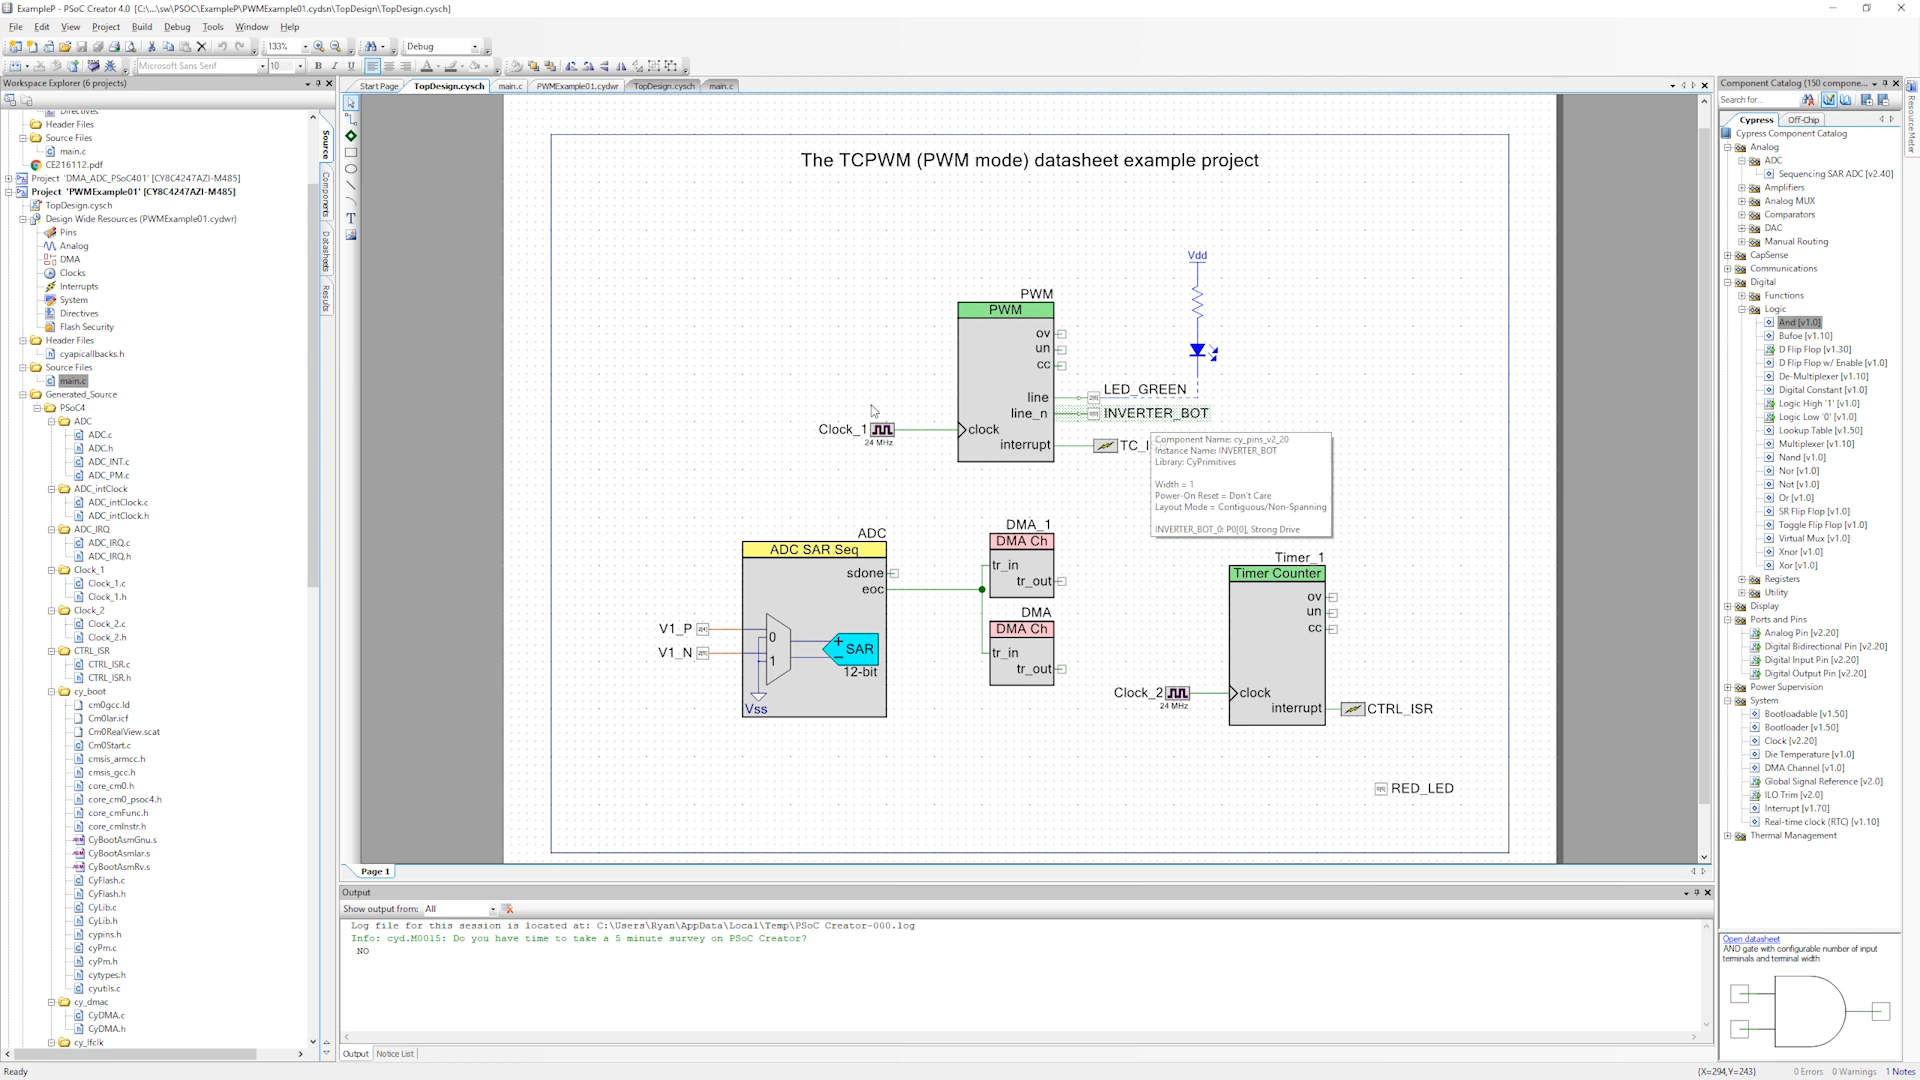 ExampleP - PSoC Creator 4.0 [C:\...\sw\PSOC\ExampleP\PWMExample01.cydsn\TopDesign\TopDesign.cysch]
File Edit View Project Build Debug Tools Window Help
133% Debug
Microsoft Sans Serif 10 B I U
Workspace Explorer (6 projects)
Directives
Header Files
Source Files
main.c
CE216112.pdf
Project 'DMA_ADC_PSoC401' [CY8C4247AZI-M485]
Project 'PWMExample01' [CY8C4247AZI-M485]
TopDesign.cysch
Design Wide Resources (PWMExample01.cydwr)
Pins
Analog
DMA
Clocks
Interrupts
System
Directives
Flash Security
Header Files
cyapicallbacks.h
Source Files
main.c
Generated_Source
PSoC4
ADC
ADC.c
ADC.h
ADC_INT.c
ADC_PM.c
ADC_intClock
ADC_intClock.c
ADC_intClock.h
ADC_IRQ
ADC_IRQ.c
ADC_IRQ.h
Clock_1
Clock_1.c
Clock_1.h
Clock_2
Clock_2.c
Clock_2.h
CTRL_ISR
CTRL_ISR.c
CTRL_ISR.h
cy_boot
cm0gcc.ld
Cm0Iar.icf
Cm0RealView.scat
Cm0Start.c
cmsis_armcc.h
cmsis_gcc.h
core_cm0.h
core_cm0_psoc4.h
core_cmFunc.h
core_cmInstr.h
CyBootAsmGnu.s
CyBootAsmIar.s
CyBootAsmRv.s
CyFlash.c
CyFlash.h
CyLib.c
CyLib.h
cypins.h
cyPm.c
cyPm.h
cytypes.h
cyutils.c
cy_dmac
CyDMA.c
CyDMA.h
cy_lfclk
Source
Components
Datasheets
Results
Start Page TopDesign.cysch main.c PWMExample01.cydwr TopDesign.cysch main.c
T
The TCPWM (PWM mode) datasheet example project
Vdd
PWM
PWM
ov
un
cc
line
line_n
clock
interrupt
LED_GREEN
INVERTER_BOT
Clock_1
24 MHz
TC_I
Component Name: cy_pins_v2_20
Instance Name: INVERTER_BOT
Library: CyPrimitives
Width = 1
Power-On Reset = Don't Care
Layout Mode = Contiguous/Non-Spanning
INVERTER_BOT_0: P0[0], Strong Drive
ADC
ADC SAR Seq
sdone
eoc
V1_P
V1_N
0
1
SAR
12-bit
Vss
DMA_1
DMA Ch
tr_in
tr_out
DMA
DMA Ch
tr_in
tr_out
Timer_1
Timer Counter
ov
un
cc
Clock_2
24 MHz
clock
interrupt
CTRL_ISR
RED_LED
Page 1
Output
Show output from: All
Log file for this session is located at: C:\Users\Ryan\AppData\Local\Temp\PSoC Creator-000.log
Info: cyd.M0015: Do you have time to take a 5 minute survey on PSoC Creator?
NO
Output Notice List
Component Catalog (150 compone...
Search for...
Cypress Off-Chip
Cypress Component Catalog
Analog
ADC
Sequencing SAR ADC [v2.40]
Amplifiers
Analog MUX
Comparators
DAC
Manual Routing
CapSense
Communications
Digital
Functions
Logic
And [v1.0]
Bufoe [v1.10]
D Flip Flop [v1.30]
D Flip Flop w/ Enable [v1.0]
De-Multiplexer [v1.10]
Digital Constant [v1.0]
Logic High '1' [v1.0]
Logic Low '0' [v1.0]
Lookup Table [v1.50]
Multiplexer [v1.10]
Nand [v1.0]
Nor [v1.0]
Not [v1.0]
Or [v1.0]
SR Flip Flop [v1.0]
Toggle Flip Flop [v1.0]
Virtual Mux [v1.0]
Xnor [v1.0]
Xor [v1.0]
Registers
Utility
Display
Ports and Pins
Analog Pin [v2.20]
Digital Bidirectional Pin [v2.20]
Digital Input Pin [v2.20]
Digital Output Pin [v2.20]
Power Supervision
System
Bootloadable [v1.50]
Bootloader [v1.50]
Clock [v2.20]
Die Temperature [v1.0]
DMA Channel [v1.0]
Global Signal Reference [v2.0]
ILO Trim [v2.0]
Interrupt [v1.70]
Real-time clock (RTC) [v1.10]
Thermal Management
Open datasheet
AND gate with configurable number of input
terminals and terminal width
Resource Meter
Ready
{X=294,Y=243}
0 Errors 0 Warnings 1 Notes